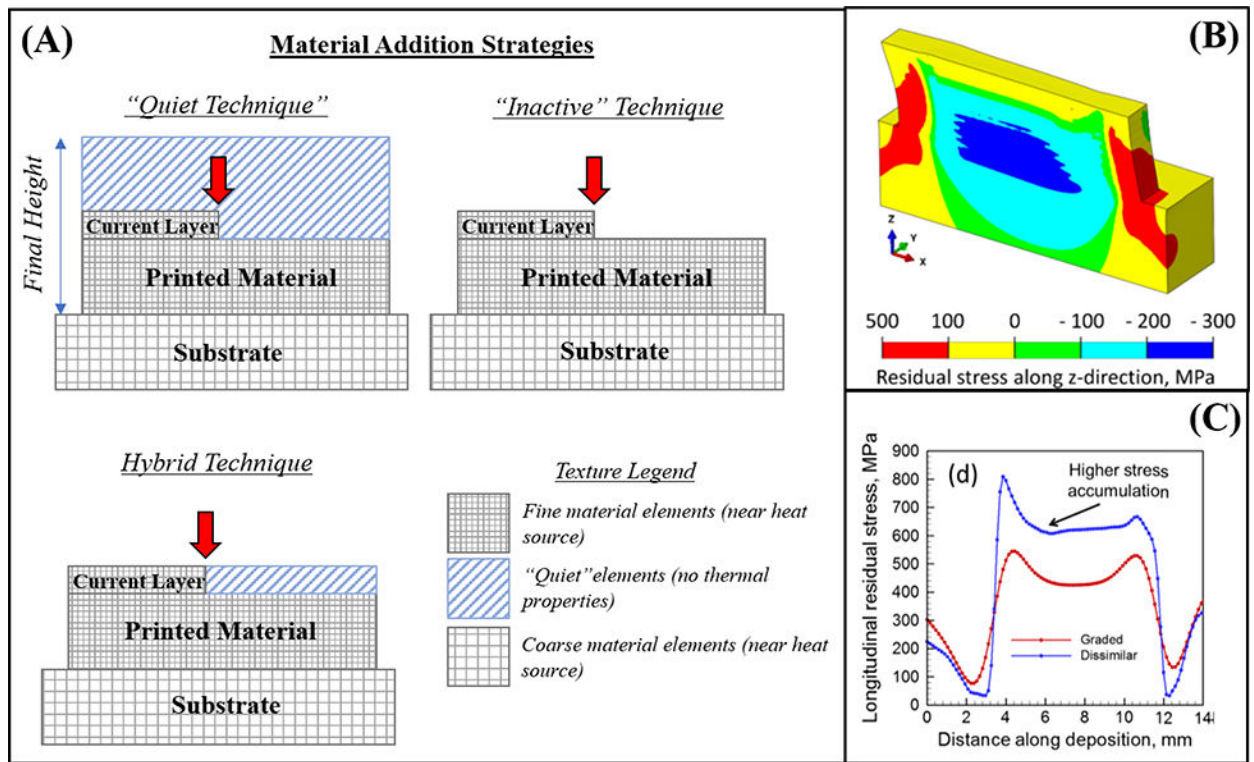 (A)
Material Addition Strategies
“Quiet Technique”
Final Height
Current Layer
Printed Material
Substrate
“Inactive” Technique
Current Layer
Printed Material
Substrate
Hybrid Technique
Current Layer
Printed Material
Substrate
Texture Legend
Fine material elements (near heat
source)
“Quiet”elements (no thermal
properties)
Coarse material elements (near heat
source)
(B)
Z
Y
X
500 100 0 - 100 - 200 - 300
Residual stress along z-direction, MPa
(C)
(d)
Higher stress
accumulation
Longitudinal residual stress, MPa
900
800
700
600
500
400
300
200
100
0
Graded
Dissimilar
0 2 4 6 8 10 12 14
Distance along deposition, mm